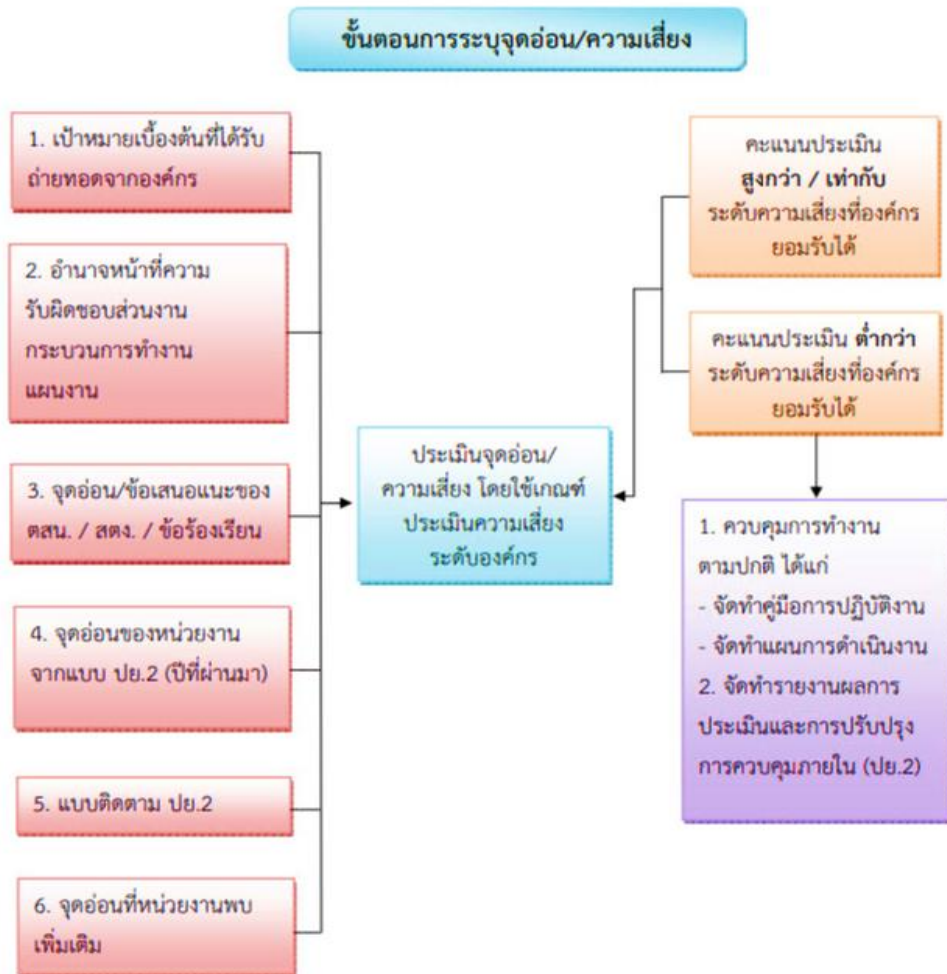 ขั้นตอนการระบุจุดอ่อน/ความเสี่ยง
1. เป้าหมายเบื้องต้นที่ได้รับ
ถ่ายทอดจากองค์กร
2. อำนาจหน้าที่ความ
รับผิดชอบส่วนงาน
กระบวนการทำงาน
แผนงาน
3. จุดอ่อน/ข้อเสนอแนะของ
ตสน. / สตง. / ข้อร้องเรียน
4. จุดอ่อนของหน่วยงาน
จากแบบ ปย.2 (ปีที่ผ่านมา)
5. แบบติดตาม ปย.2
6. จุดอ่อนที่หน่วยงานพบ
เพิ่มเติม
ประเมินจุดอ่อน/
ความเสี่ยง โดยใช้เกณฑ์
ประเมินความเสี่ยง
ระดับองค์กร
คะแนนประเมิน
สูงกว่า / เท่ากับ
ระดับความเสี่ยงที่องค์กร
ยอมรับได้
คะแนนประเมิน ต่ำกว่า
ระดับความเสี่ยงที่องค์กร
ยอมรับได้
1. ควบคุมการทำงาน
ตามปกติ ได้แก่
- จัดทำคู่มือการปฏิบัติงาน
- จัดทำแผนการดำเนินงาน
2. จัดทำรายงานผลการ
ประเมินและการปรับปรุง
การควบคุมภายใน (ปย.2)